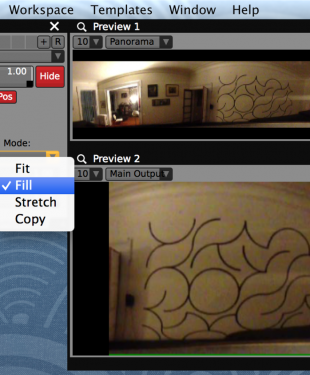 Workspace Templates Window Help
× Preview 1
+ R 10 Panorama
1.00 Hide
Pos
Mode:
Preview 2
10 Main Outpu
Fit
✓ Fill
Stretch
Copy